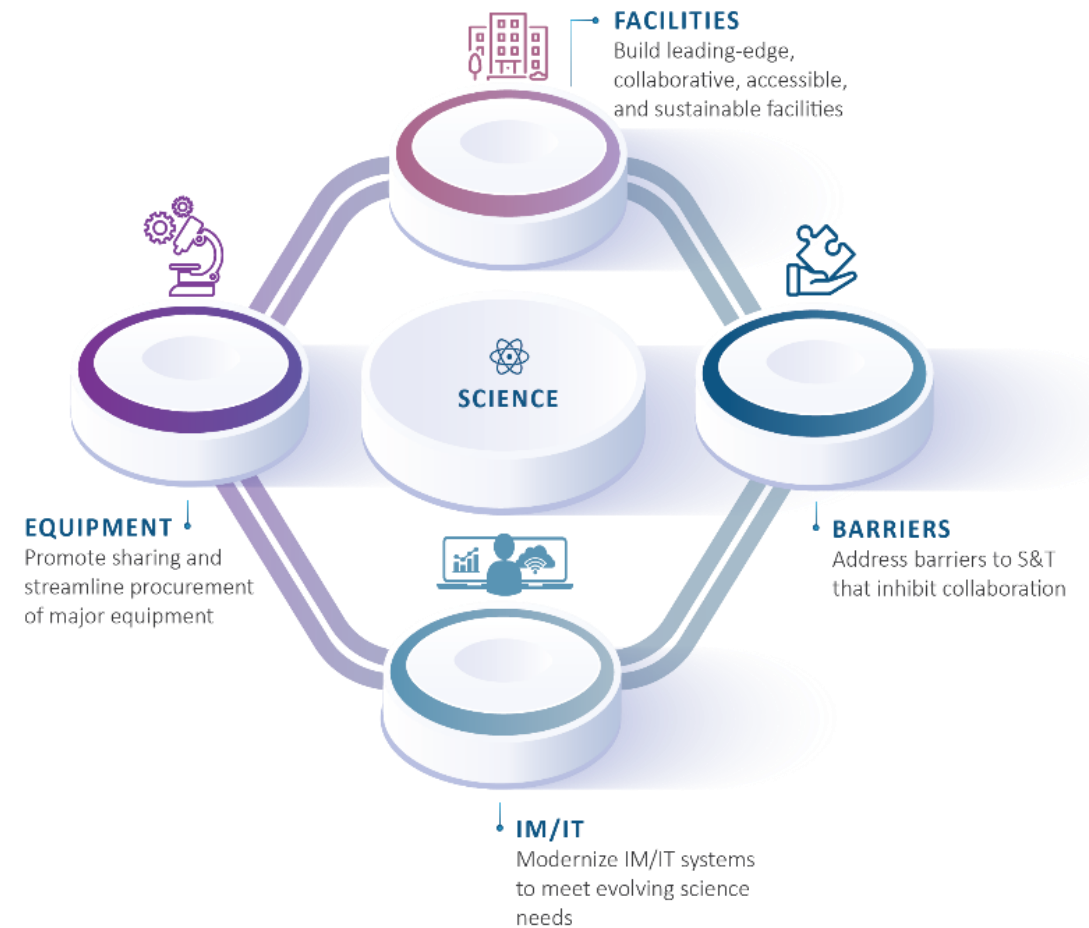 FACILITIES
Build leading-edge,
collaborative, accessible,
and sustainable facilities
SCIENCE
EQUIPMENT
Promote sharing and
streamline procurement
of major equipment
BARRIERS
Address barriers to S&T
that inhibit collaboration
IM/IT
Modernize IM/IT systems
to meet evolving science
needs